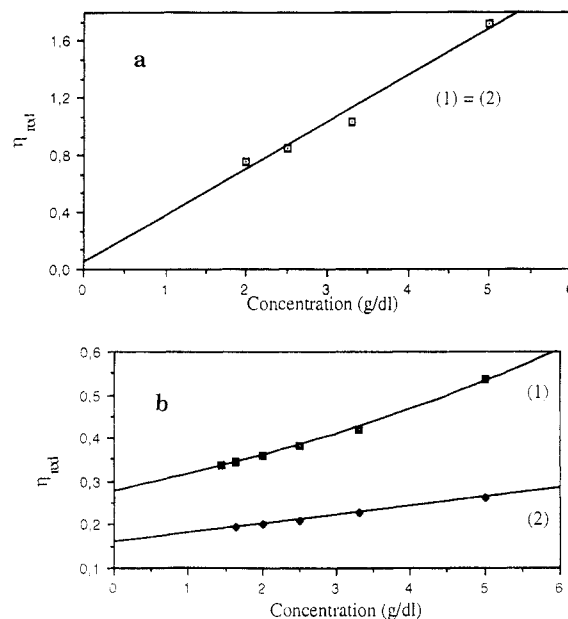 a
1,6
1,2
0,8
0,4
0,0
η red
(1) = (2)
0 1 2 3 4 5 6
Concentration (g/dl)
b
0,6
0,5
0,4
0,3
0,2
0,1
η red
(1)
(2)
0 1 2 3 4 5 6
Concentration (g/dl)